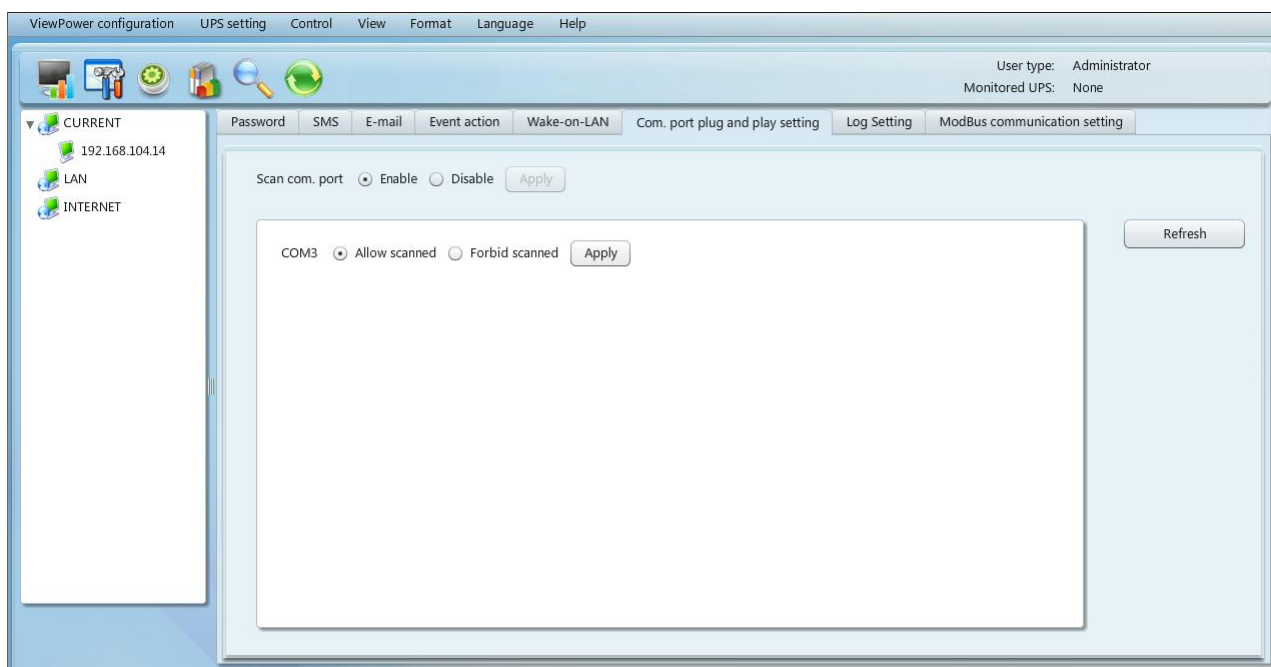 ViewPower configuration UPS setting Control View Format Language Help
User type: Administrator
Monitored UPS: None
CURRENT
192.168.104.14
LAN
INTERNET
Password SMS E-mail Event action Wake-on-LAN Com. port plug and play setting Log Setting ModBus communication setting
Scan com. port Enable Disable Apply
COM3 Allow scanned Forbid scanned Apply
Refresh